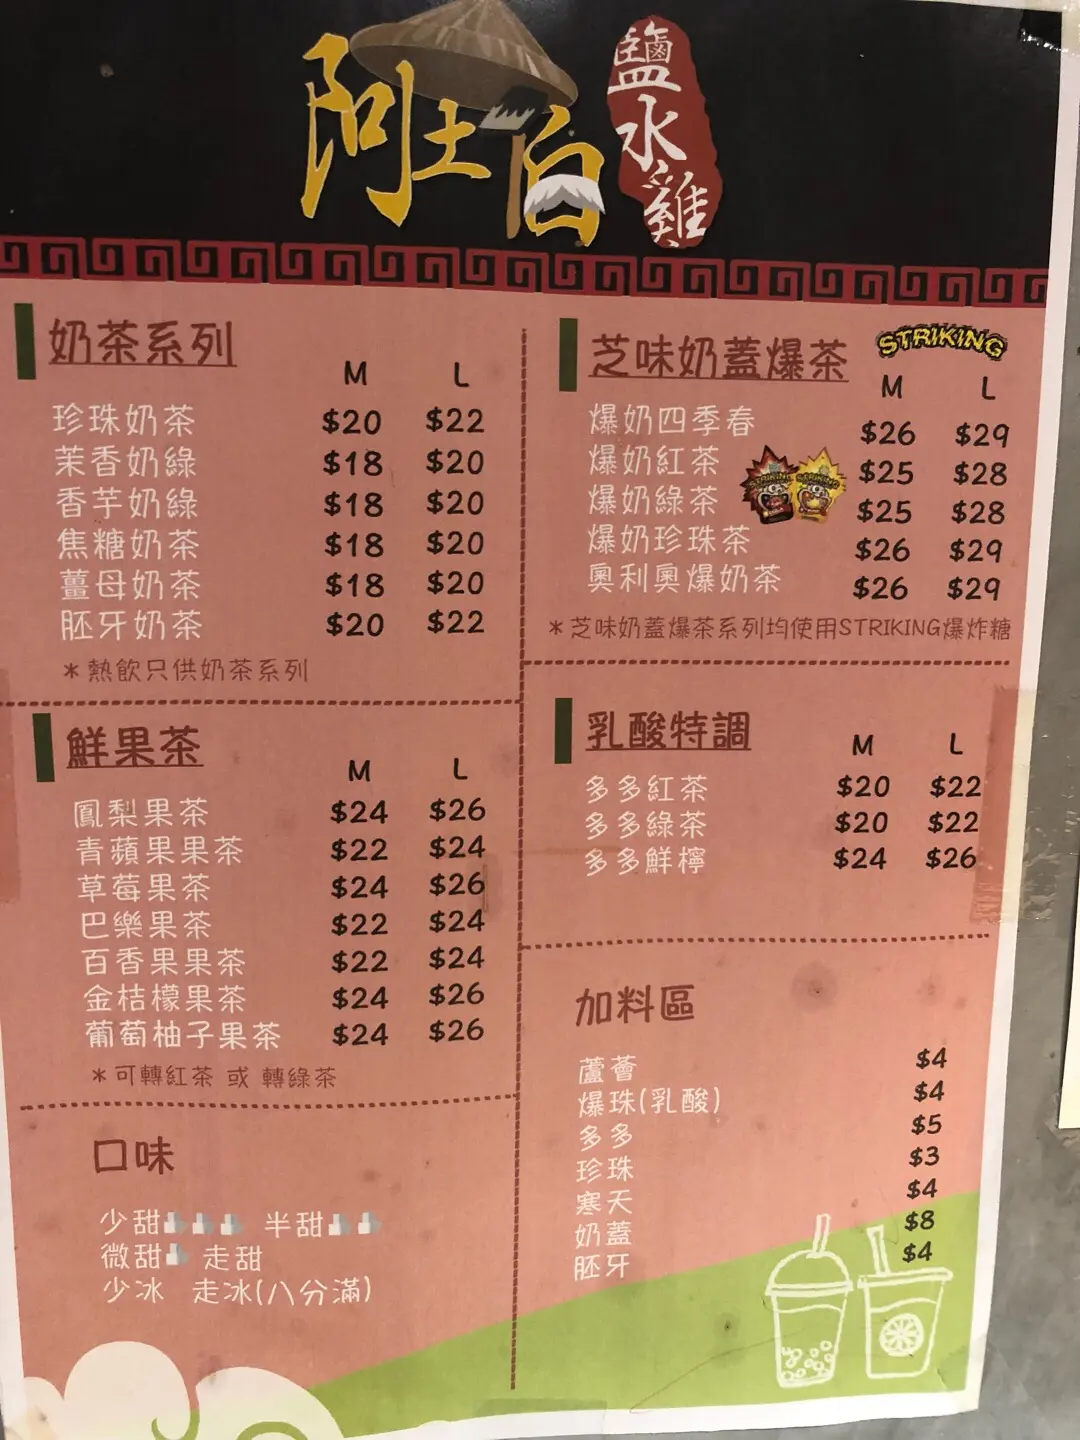 阿土伯
鹽水雞
奶茶系列
M L
珍珠奶茶 $20 $22
茉香奶綠 $18 $20
香芋奶綠 $18 $20
焦糖奶茶 $18 $20
薑母奶茶 $18 $20
胚牙奶茶 $20 $22
*熱飲只供奶茶系列
鮮果茶
M L
鳳梨果茶 $24 $26
青蘋果果茶 $22 $24
草莓果茶 $24 $26
巴樂果茶 $22 $24
百香果果茶 $22 $24
金桔檬果茶 $24 $26
葡萄柚子果茶 $24 $26
*可轉紅茶 或 轉綠茶
口味
少甜 半甜
微甜 走甜
少冰 走冰(八分滿)
芝味奶蓋爆茶 STRIKING
M L
爆奶四季春 $26 $29
爆奶紅茶 $25 $28
爆奶綠茶 $25 $28
爆奶珍珠茶 $26 $29
奧利奧爆奶茶 $26 $29
STRIKING STRIKING
*芝味奶蓋爆茶系列均使用STRIKING爆炸糖
乳酸特調
M L
多多紅茶 $20 $22
多多綠茶 $20 $22
多多鮮檸 $24 $26
加料區
蘆薈 $4
爆珠(乳酸) $4
多多 $5
珍珠 $3
寒天 $4
奶蓋 $8
胚牙 $4